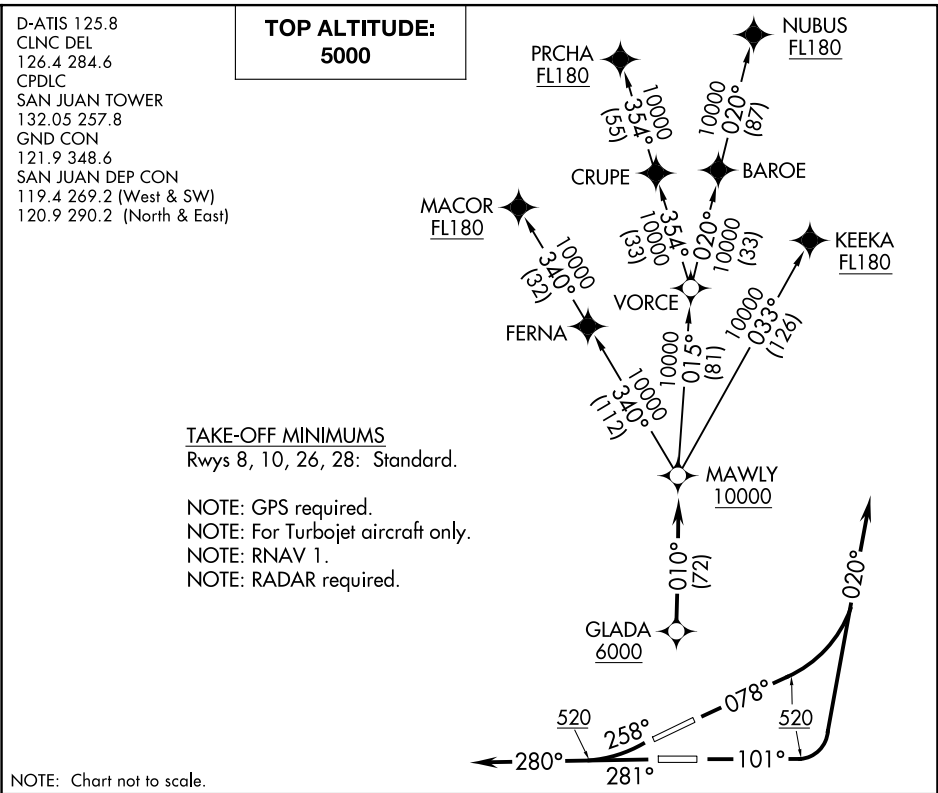 D-ATIS 125.8
CLNC DEL
126.4 284.6
CPDLC
SAN JUAN TOWER
132.05 257.8
GND CON
121.9 348.6
SAN JUAN DEP CON
119.4 269.2 (West & SW)
120.9 290.2 (North & East)
TOP ALTITUDE:
5000
NUBUS
FL180
PRCHA
FL180
10000
354°
(55)
10000
020°
(87)
CRUPE
BAROE
MACOR
FL180
10000
354°
(33)
020°
10000
(33)
KEEKA
FL180
10000
340°
(32)
VORCE
FERNA
10000
033°
(126)
10000
015°
(81)
10000
340°
(112)
MAWLY
10000
TAKE-OFF MINIMUMS
Rwys 8, 10, 26, 28: Standard.
NOTE: GPS required.
NOTE: For Turbojet aircraft only.
NOTE: RNAV 1.
NOTE: RADAR required.
010°
(72)
GLADA
6000
020°
078°
520
258°
520
280°
281°
101°
NOTE: Chart not to scale.